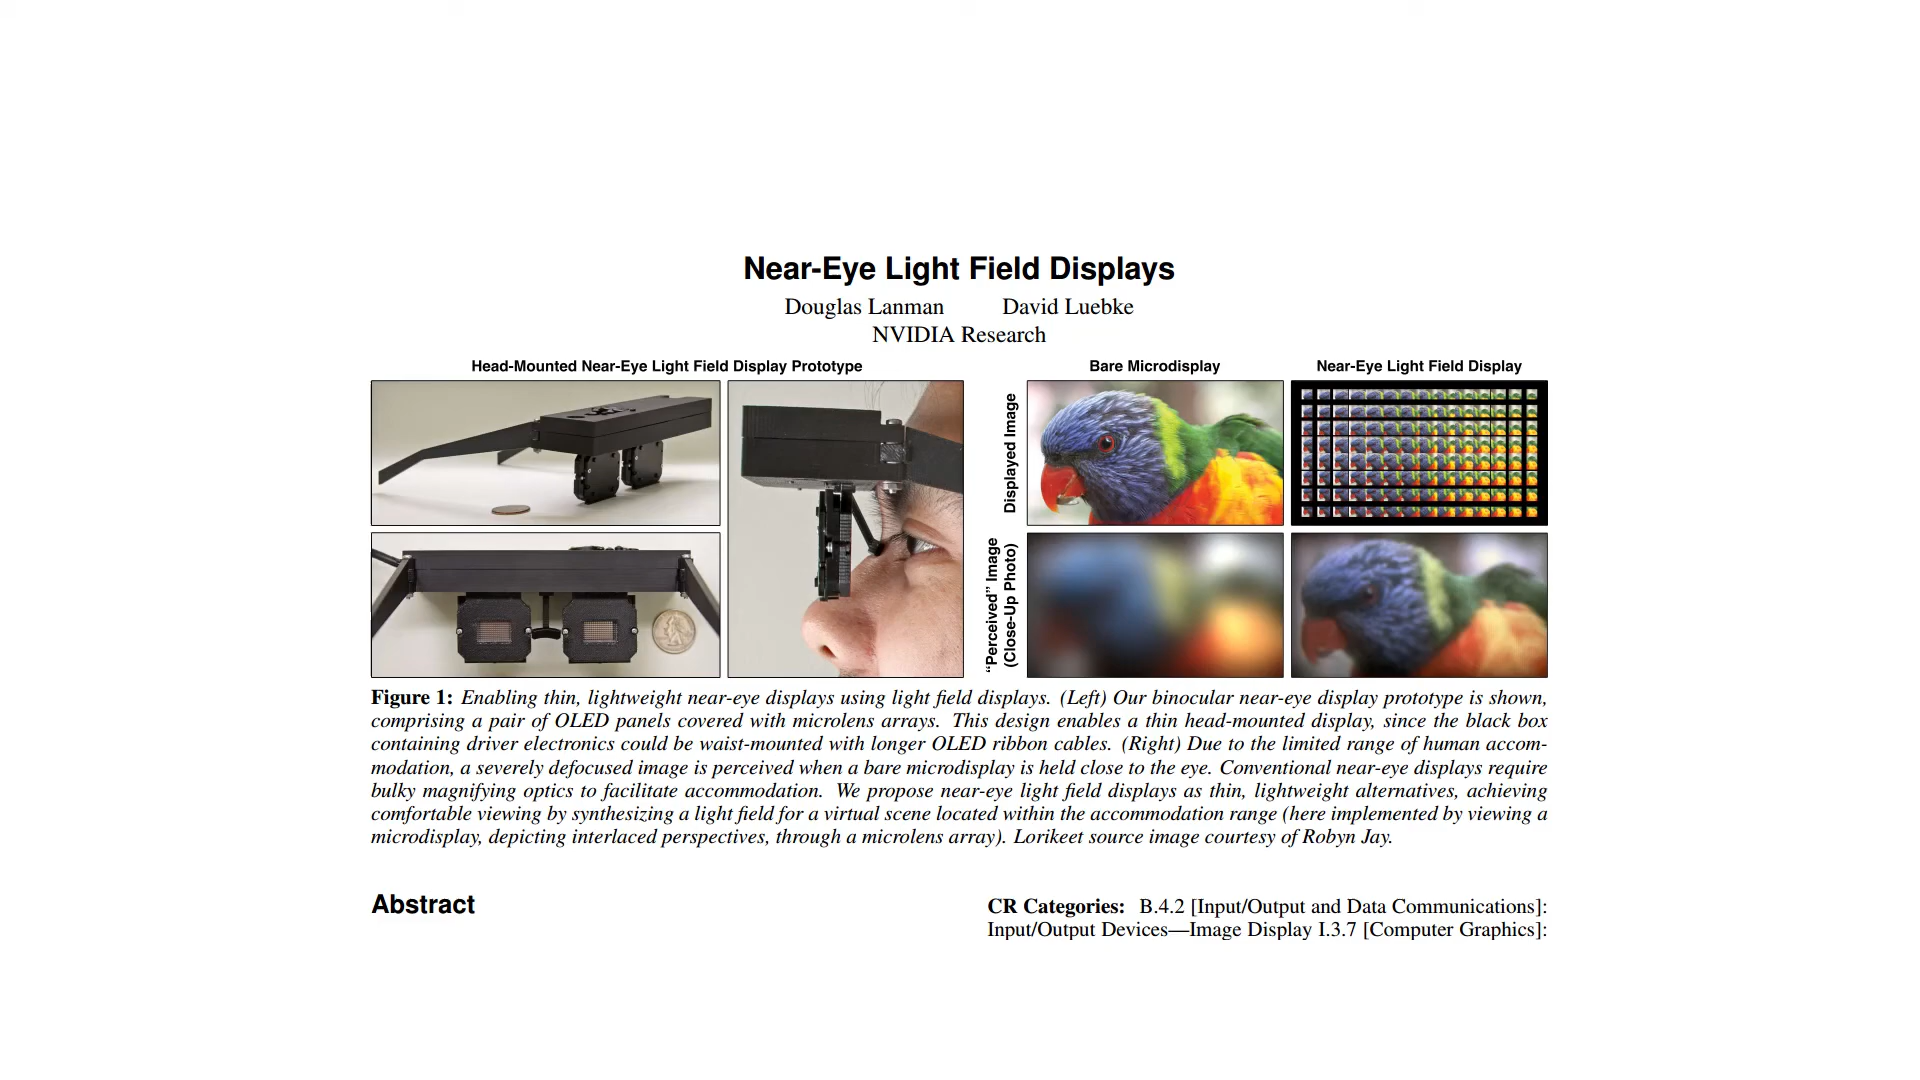 Near-Eye Light Field Displays
Douglas Lanman David Luebke
NVIDIA Research
Head-Mounted Near-Eye Light Field Display Prototype
Bare Microdisplay
Near-Eye Light Field Display
Displayed Image
“Perceived” Image
(Close-Up Photo)
Figure 1: Enabling thin, lightweight near-eye displays using light field displays. (Left) Our binocular near-eye display prototype is shown,
comprising a pair of OLED panels covered with microlens arrays. This design enables a thin head-mounted display, since the black box
containing driver electronics could be waist-mounted with longer OLED ribbon cables. (Right) Due to the limited range of human accom-
modation, a severely defocused image is perceived when a bare microdisplay is held close to the eye. Conventional near-eye displays require
bulky magnifying optics to facilitate accommodation. We propose near-eye light field displays as thin, lightweight alternatives, achieving
comfortable viewing by synthesizing a light field for a virtual scene located within the accommodation range (here implemented by viewing a
microdisplay, depicting interlaced perspectives, through a microlens array). Lorikeet source image courtesy of Robyn Jay.
Abstract
CR Categories: B.4.2 [Input/Output and Data Communications]:
Input/Output Devices—Image Display I.3.7 [Computer Graphics]: